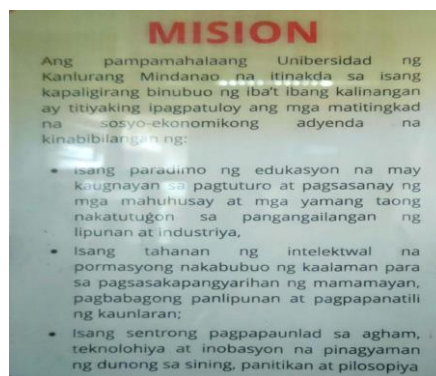 MISION
Ang pampamahalaang Unibersidad ng
Kanlurang Mindanao na itinakda sa isang
kapaligirang binubuo ng iba't ibang kalinangan
ay titiyaking ipagpatuloy ang mga matitingkad
na sosyo-ekonomikong adyenda na
kinabibilangan ng:
• Isang paradimo ng edukasyon na may
kaugnayan sa pagtuturo at pagsasanay ng
mga mahuhusay at mga yamang taong
nakatutugon sa pangangailangan ng
lipunan at industriya,
• Isang tahanan ng intelektwal na
pormasyong nakabubuo ng kaalaman para
sa pagsasakapangyarihan ng mamamayan,
pagbabagong panlipunan at pagpapanatili
ng kaunlaran;
• Isang sentrong pagpapaunlad sa agham,
teknolohiya at inobasyon na pinagyaman
ng dunong sa sining, panitikan at pilosopiya